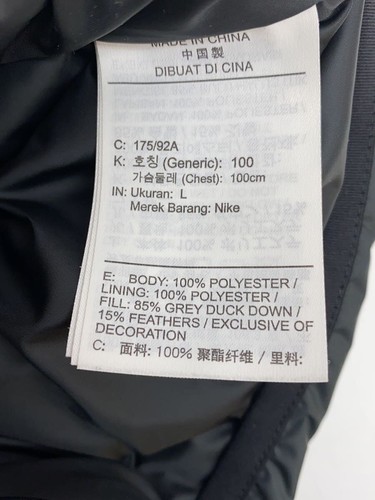 MADE IN CHINA
中国製
DIBUAT DI CINA
C: 175/92A
K: 호칭 (Generic): 100
가슴둘레 (Chest): 100cm
IN: Ukuran: L
Merek Barang: Nike
E: BODY: 100% POLYESTER /
LINING: 100% POLYESTER /
FILL: 85% GREY DUCK DOWN /
15% FEATHERS / EXCLUSIVE OF
DECORATION
C: 面料: 100% 聚酯纤维 / 里料: